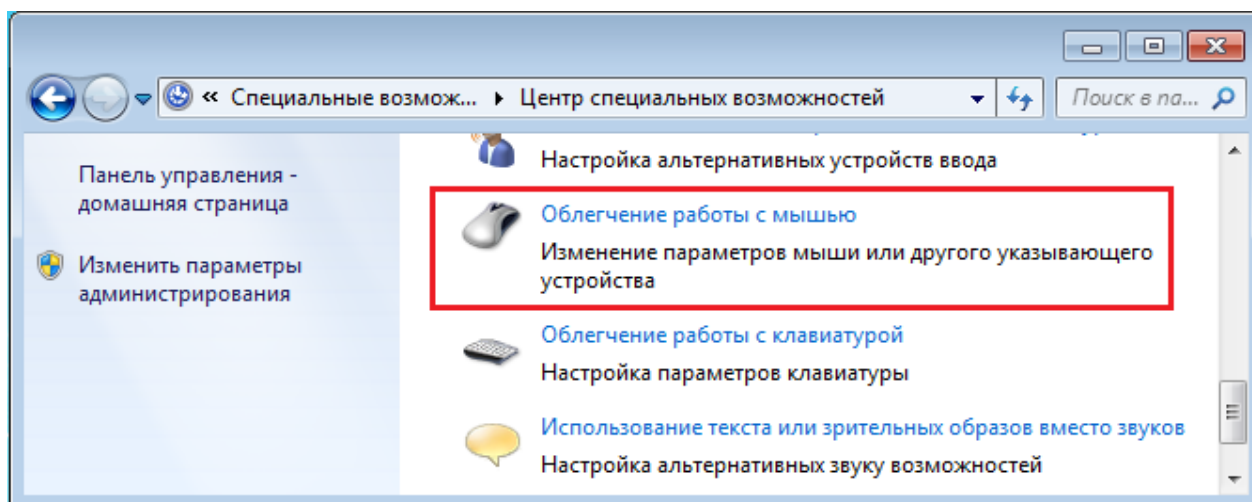 « Специальные возмож... ▸ Центр специальных возможностей
Поиск в па...
Панель управления -
домашняя страница
Изменить параметры
администрирования
Настройка альтернативных устройств ввода
Облегчение работы с мышью
Изменение параметров мыши или другого указывающего
устройства
Облегчение работы с клавиатурой
Настройка параметров клавиатуры
Использование текста или зрительных образов вместо звуков
Настройка альтернативных звуку возможностей